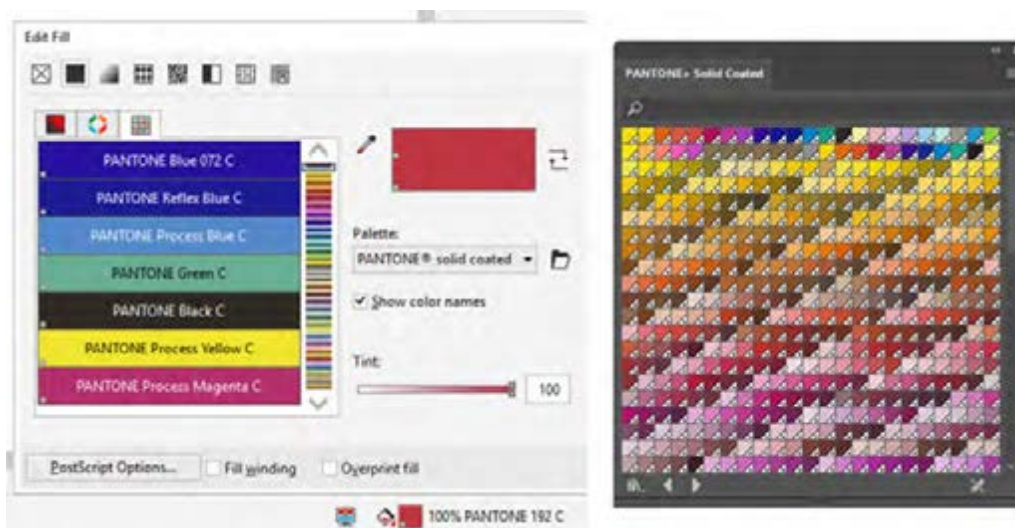 Edit Fill
PANTONE Blue 072 C
PANTONE Reflex Blue C
PANTONE Process Blue C
PANTONE Green C
PANTONE Black C
PANTONE Process Yellow C
PANTONE Process Magenta C
Palette:
PANTONE® solid coated
Show color names
Tint:
100
PostScript Options...
Fill winding
Overprint fill
100% PANTONE 192 C
PANTONE+ Solid Coated